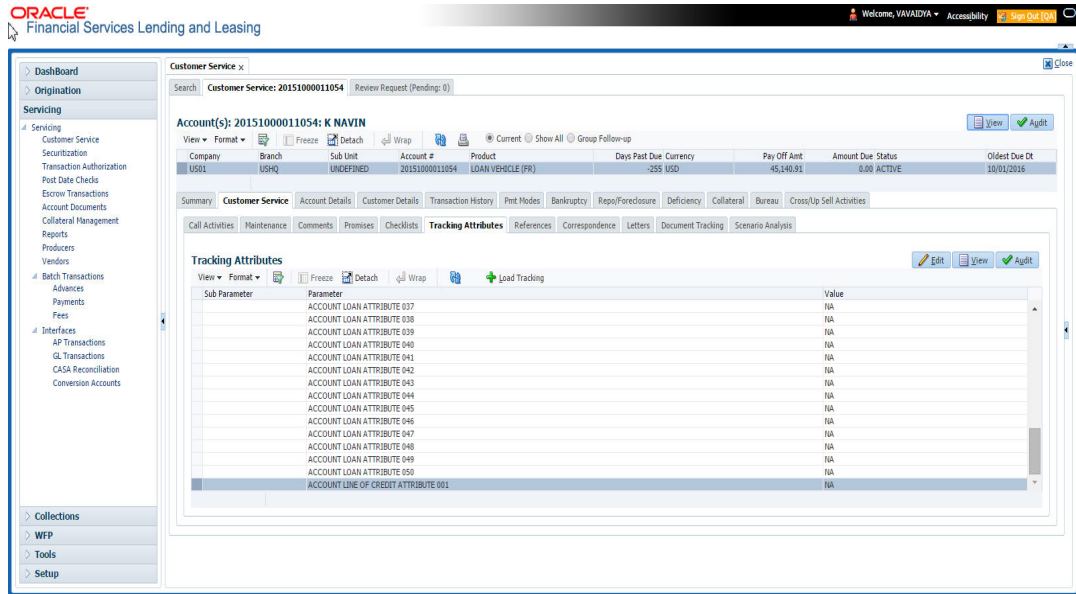 ORACLE
Financial Services Lending and Leasing
Welcome, VAVAIDYA Accessibility Sign Out [QA]
Close
DashBoard
Origination
Servicing
Servicing
Customer Service
Securitization
Transaction Authorization
Post Date Checks
Escrow Transactions
Account Documents
Collateral Management
Reports
Producers
Vendors
Batch Transactions
Advances
Payments
Fees
Interfaces
AP Transactions
GL Transactions
CASA Reconciliation
Conversion Accounts
Collections
WFP
Tools
Setup
Customer Service x
Search Customer Service: 20151000011054 Review Request (Pending: 0)
Account(s): 20151000011054: K NAVIN
View Audit
View Format Freeze Detach Wrap Current Show All Group Follow-up
Company Branch Sub Unit Account # Product Days Past Due Currency Pay Off Amt Amount Due Status Oldest Due Dt
US01 USHQ UNDEFINED 20151000011054 LOAN VEHICLE (FR) -255 USD 45,140.91 0.00 ACTIVE 10/01/2016
Summary Customer Service Account Details Customer Details Transaction History Pmt Modes Bankruptcy Repo/Foreclosure Deficiency Collateral Bureau Cross/Up Sell Activities
Call Activities Maintenance Comments Promises Checklists Tracking Attributes References Correspondence Letters Document Tracking Scenario Analysis
Tracking Attributes
Edit View Audit
View Format Freeze Detach Wrap Load Tracking
Sub Parameter Parameter Value
ACCOUNT LOAN ATTRIBUTE 037 NA
ACCOUNT LOAN ATTRIBUTE 038 NA
ACCOUNT LOAN ATTRIBUTE 039 NA
ACCOUNT LOAN ATTRIBUTE 040 NA
ACCOUNT LOAN ATTRIBUTE 041 NA
ACCOUNT LOAN ATTRIBUTE 042 NA
ACCOUNT LOAN ATTRIBUTE 043 NA
ACCOUNT LOAN ATTRIBUTE 044 NA
ACCOUNT LOAN ATTRIBUTE 045 NA
ACCOUNT LOAN ATTRIBUTE 046 NA
ACCOUNT LOAN ATTRIBUTE 047 NA
ACCOUNT LOAN ATTRIBUTE 048 NA
ACCOUNT LOAN ATTRIBUTE 049 NA
ACCOUNT LOAN ATTRIBUTE 050 NA
ACCOUNT LINE OF CREDIT ATTRIBUTE 001 NA